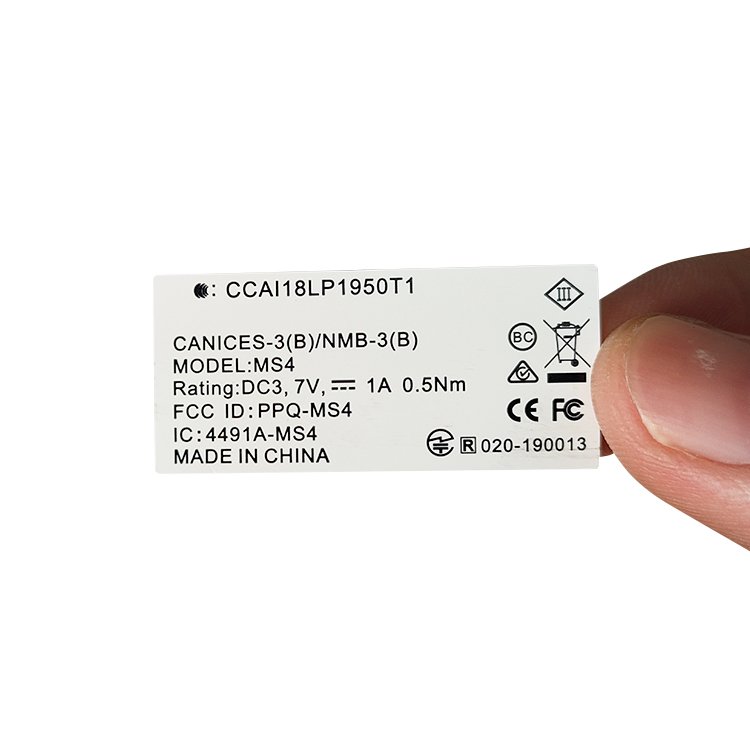 : CCAI18LP1950T1
III
CANICES-3(B)/NMB-3(B)
BC
MODEL:MS4
Rating:DC3, 7V, 1A 0.5Nm
FCC ID: PPQ-MS4
CE FC
IC:4491A-MS4
R 020-190013
MADE IN CHINA